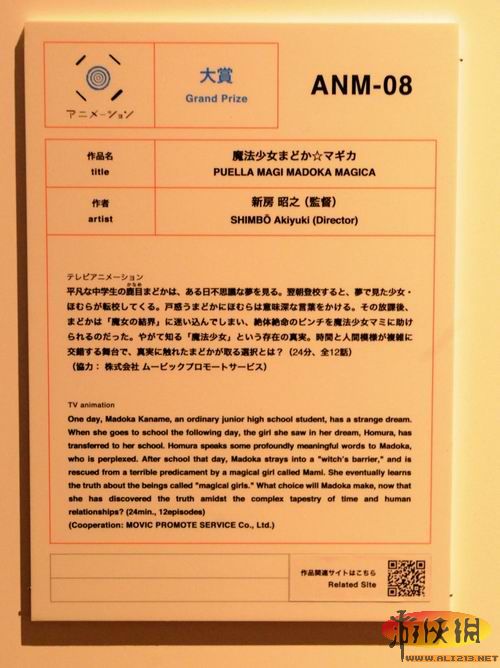 アニメーション
大賞
Grand Prize
ANM-08
作品名
title
魔法少女まどか☆マギカ
PUELLA MAGI MADOKA MAGICA
作者
artist
新房 昭之（監督）
SHIMBŌ Akiyuki (Director)
テレビアニメーション
かなめ
平凡な中学生の鹿目まどかは、ある日不思議な夢を見る。翌朝登校すると、夢で見た少女・
ほむらが転校してくる。戸惑うまどかにほむらは意味深な言葉をかける。その放課後、
まどかは「魔女の結界」に迷い込んでしまい、絶体絶命のピンチを魔法少女マミに助け
られるのだった。やがて知る「魔法少女」という存在の真実。時間と人間模様が複雑に
交錯する舞台で、真実に触れたまどかが取る選択とは？（24分、全12話）
（協力： 株式会社 ムービックプロモートサービス）
TV animation
One day, Madoka Kaname, an ordinary junior high school student, has a strange dream.
When she goes to school the following day, the girl she saw in her dream, Homura, has
transferred to her school. Homura speaks some profoundly meaningful words to Madoka,
who is perplexed. After school that day, Madoka strays into a "witch's barrier," and
is rescued from a terrible predicament by a magical girl called Mami. She eventually learns
the truth about the beings called "magical girls." What choice will Madoka make, now that
she has discovered the truth amidst the complex tapestry of time and human
relationships? (24min., 12episodes)
(Cooperation: MOVIC PROMOTE SERVICE Co., Ltd.)
作品関連サイトはこちら
Related Site
游侠網
WWW.ALI213.NET